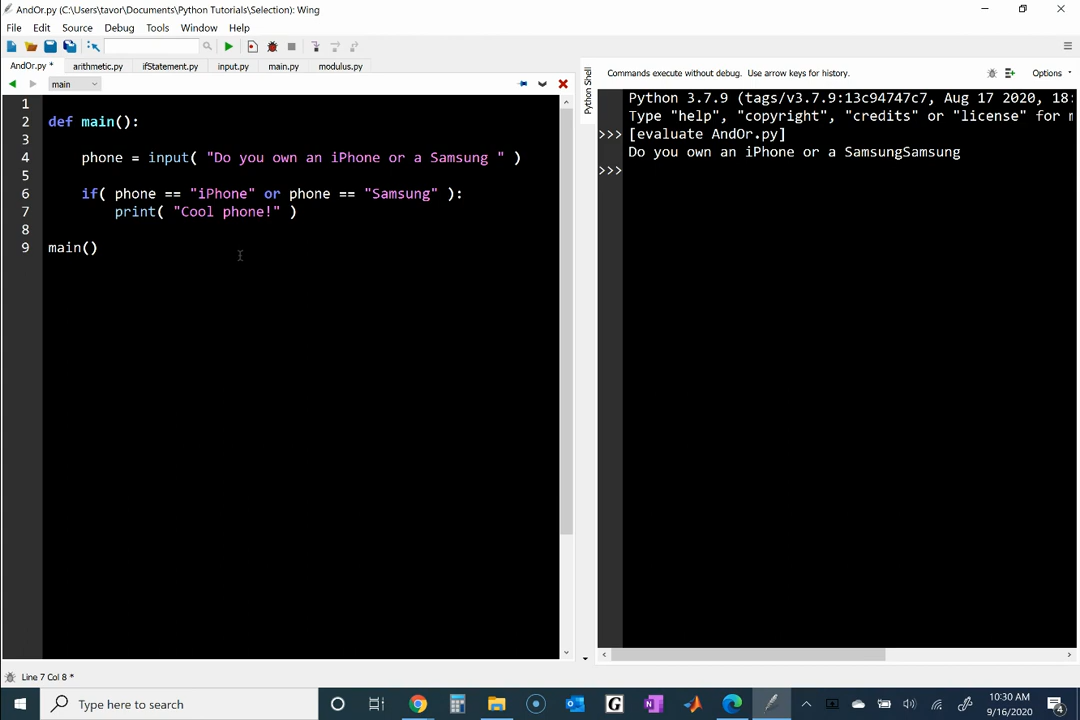 AndOr.py (C:\Users\tavor\Documents\Python Tutorials\Selection): Wing
File Edit Source Debug Tools Window Help
AndOr.py * arithmetic.py ifStatement.py input.py main.py modulus.py
main
1
2 def main():
3
4 phone = input( "Do you own an iPhone or a Samsung " )
5
6 if( phone == "iPhone" or phone == "Samsung" ):
7 print( "Cool phone!" )
8
9 main()
Line 7 Col 8 *
Python Shell
Commands execute without debug. Use arrow keys for history.
Options
Python 3.7.9 (tags/v3.7.9:13c94747c7, Aug 17 2020, 18:
Type "help", "copyright", "credits" or "license" for m
>>> [evaluate AndOr.py]
Do you own an iPhone or a SamsungSamsung
>>>
Type here to search
G
N
10:30 AM
9/16/2020
4